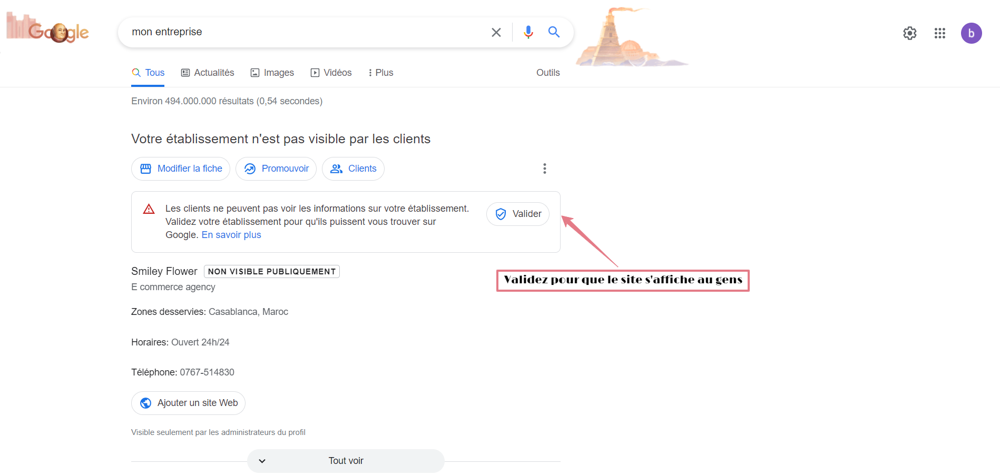 Google
mon entreprise
b
Tous Actualités Images Vidéos Plus Outils
Environ 494.000.000 résultats (0,54 secondes)
Votre établissement n'est pas visible par les clients
Modifier la fiche Promouvoir Clients
Les clients ne peuvent pas voir les informations sur votre établissement.
Validez votre établissement pour qu'ils puissent vous trouver sur
Google. En savoir plus
Valider
Smiley Flower NON VISIBLE PUBLIQUEMENT
Validez pour que le site s'affiche au gens
E commerce agency
Zones desservies: Casablanca, Maroc
Horaires: Ouvert 24h/24
Téléphone: 0767-514830
Ajouter un site Web
Visible seulement par les administrateurs du profil
Tout voir